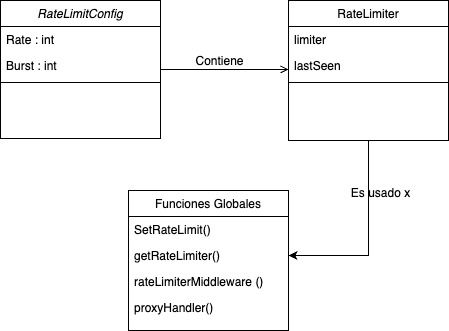 RateLimitConfig
Rate : int
Burst : int
Contiene
RateLimiter
limiter
lastSeen
Es usado x
Funciones Globales
SetRateLimit()
getRateLimiter()
rateLimiterMiddleware ()
proxyHandler()